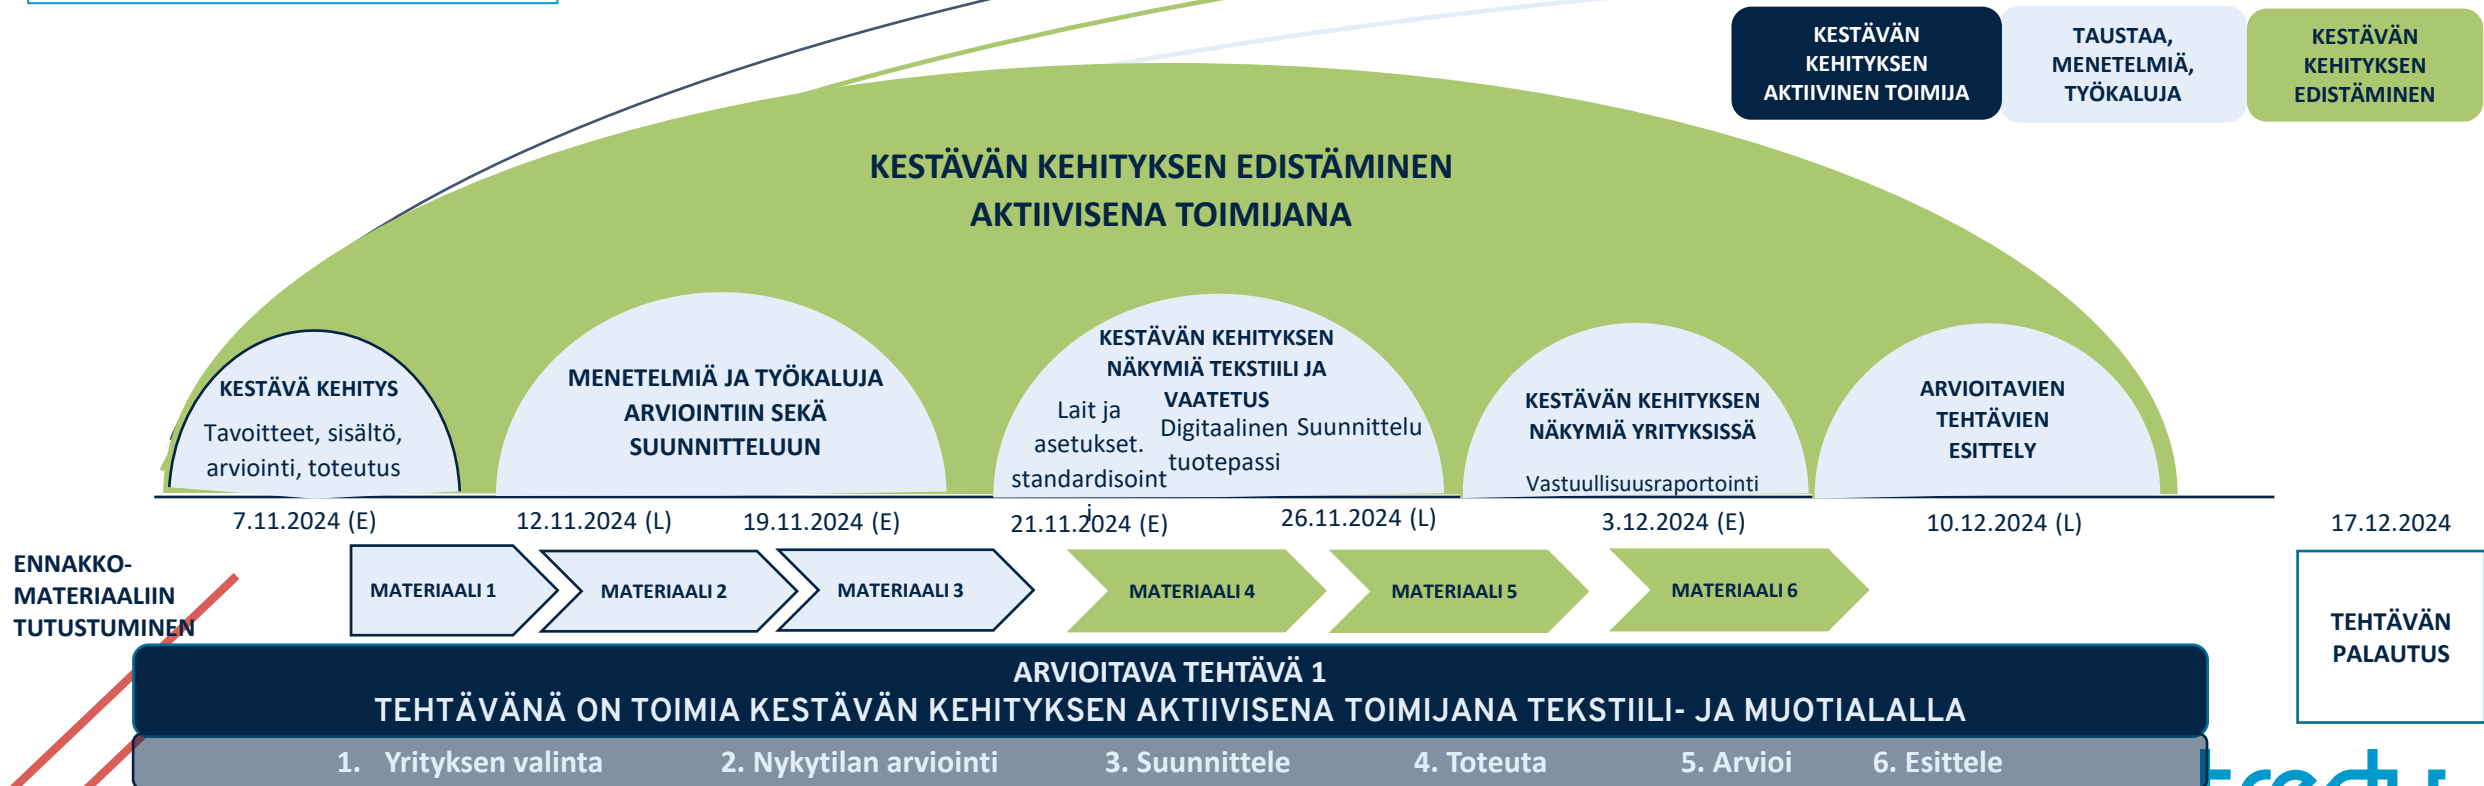 KESTÄVÄN
KEHITYKSEN
AKTIIVINEN TOIMIJA
TAUSTAA,
MENETELMIÄ,
TYÖKALUJA
KESTÄVÄN
KEHITYKSEN
EDISTÄMINEN
KESTÄVÄN KEHITYKSEN EDISTÄMINEN
AKTIIVISENA TOIMIJANA
KESTÄVÄ KEHITYS
Tavoitteet, sisältö,
arviointi, toteutus
MENETELMIÄ JA TYÖKALUJA
ARVIOINTIIN SEKÄ
SUUNNITTELUUN
KESTÄVÄN KEHITYKSEN
NÄKYMIÄ TEKSTIILI JA
VAATETUS
Lait ja
asetukset.
standardisoint
i
Digitaalinen
tuotepassi
Suunnittelu
KESTÄVÄN KEHITYKSEN
NÄKYMIÄ YRITYKSISSÄ
Vastuullisuusraportointi
ARVIOITAVIEN
TEHTÄVIEN
ESITTELY
7.11.2024 (E)
12.11.2024 (L)
19.11.2024 (E)
21.11.2024 (E)
26.11.2024 (L)
3.12.2024 (E)
10.12.2024 (L)
17.12.2024
ENNAKKO-
MATERIAALIIN
TUTUSTUMINEN
MATERIAALI 1
MATERIAALI 2
MATERIAALI 3
MATERIAALI 4
MATERIAALI 5
MATERIAALI 6
TEHTÄVÄN
PALAUTUS
ARVIOITAVA TEHTÄVÄ 1
TEHTÄVÄNÄ ON TOIMIA KESTÄVÄN KEHITYKSEN AKTIIVISENA TOIMIJANA TEKSTIILI- JA MUOTIALALLA
1. Yrityksen valinta
2. Nykytilan arviointi
3. Suunnittele
4. Toteuta
5. Arvioi
6. Esittele